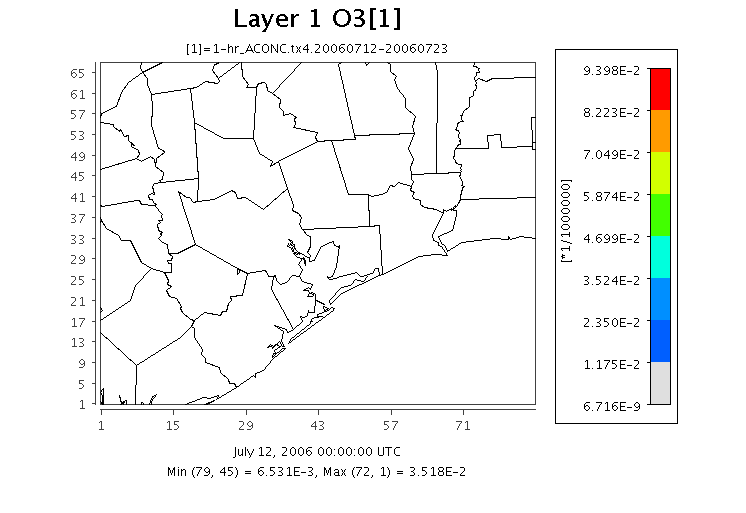 Layer 1 O3[1]
[1]=1-hr_ACONC.tx4.20060712-20060723
65
61
57
53
49
45
41
37
33
29
25
21
17
13
9
5
1
1 15 29 43 57 71
9.398E-2
8.223E-2
7.049E-2
5.874E-2
4.699E-2
3.524E-2
2.350E-2
1.175E-2
6.716E-9
[*1/1000000]
July 12, 2006 00:00:00 UTC
Min (79, 45) = 6.531E-3, Max (72, 1) = 3.518E-2